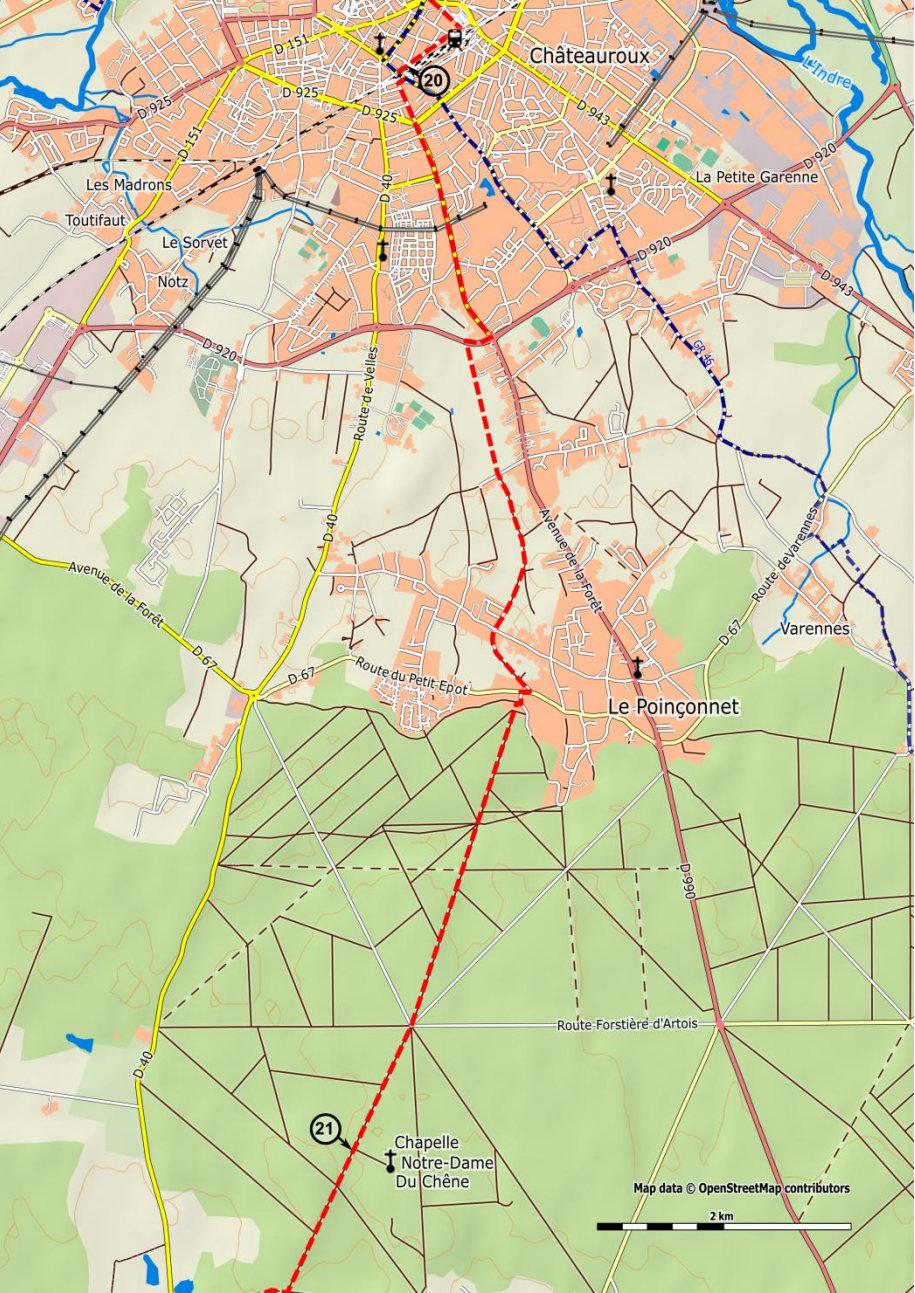 D 151
Châteauroux
20
L'Indre
D 925
D 925
D 925
D 943
D 151
D 920
Les Madrons
D 40
La Petite Garenne
Toutifaut
Le Sorvet
D 920
Notz
D 943
D 920
GR 46
Route de Velles
D 40
Avenue de la Forêt
Route devarennes
Avenue de la Forêt
Varennes
D 67
D 67
D 67
Route du Petit Epot
Le Poinçonnet
D 990
Route Forstière d'Artois
D 40
21
Chapelle
Notre-Dame
Du Chêne
Map data © OpenStreetMap contributors
2 km